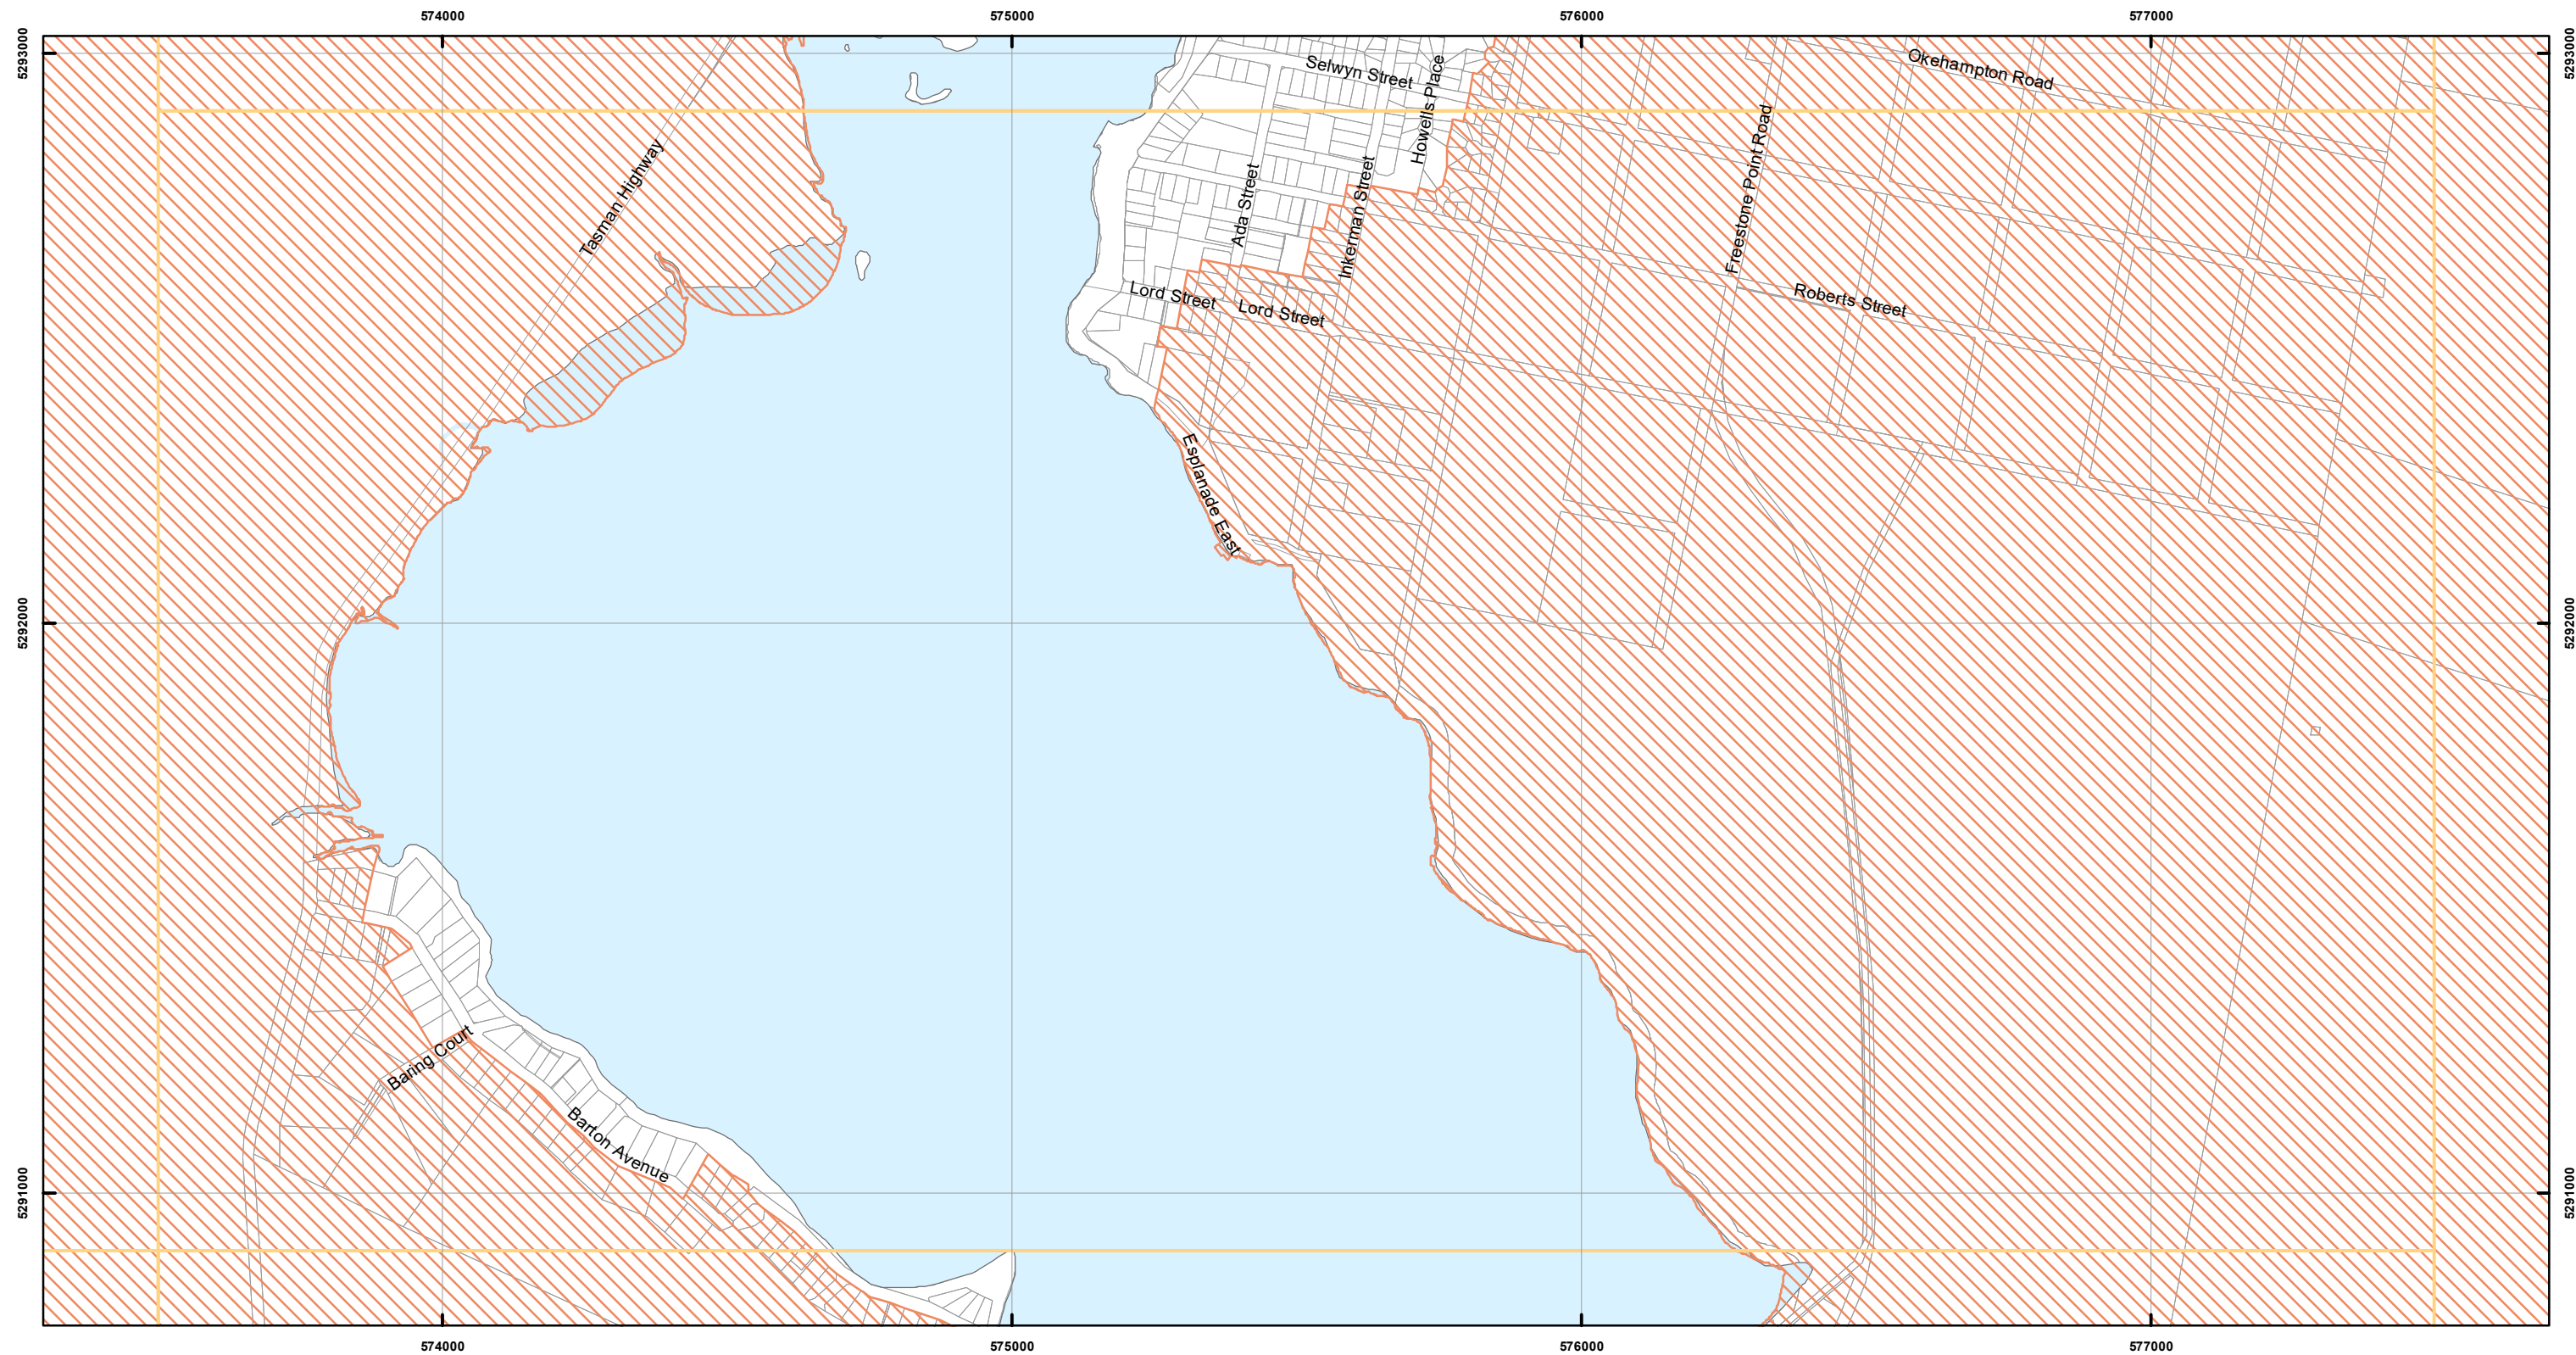 574000
575000
576000
577000
5293000
5293000
Okehampton Road
Selwyn Street
Howells Place
Freestone Point Road
Tasman Highway
Ada Street
Inkerman Street
Lord Street
Lord Street
Roberts Street
Esplanade East
5292000
5292000
Baring Court
Barton Avenue
5291000
5291000
574000
575000
576000
577000